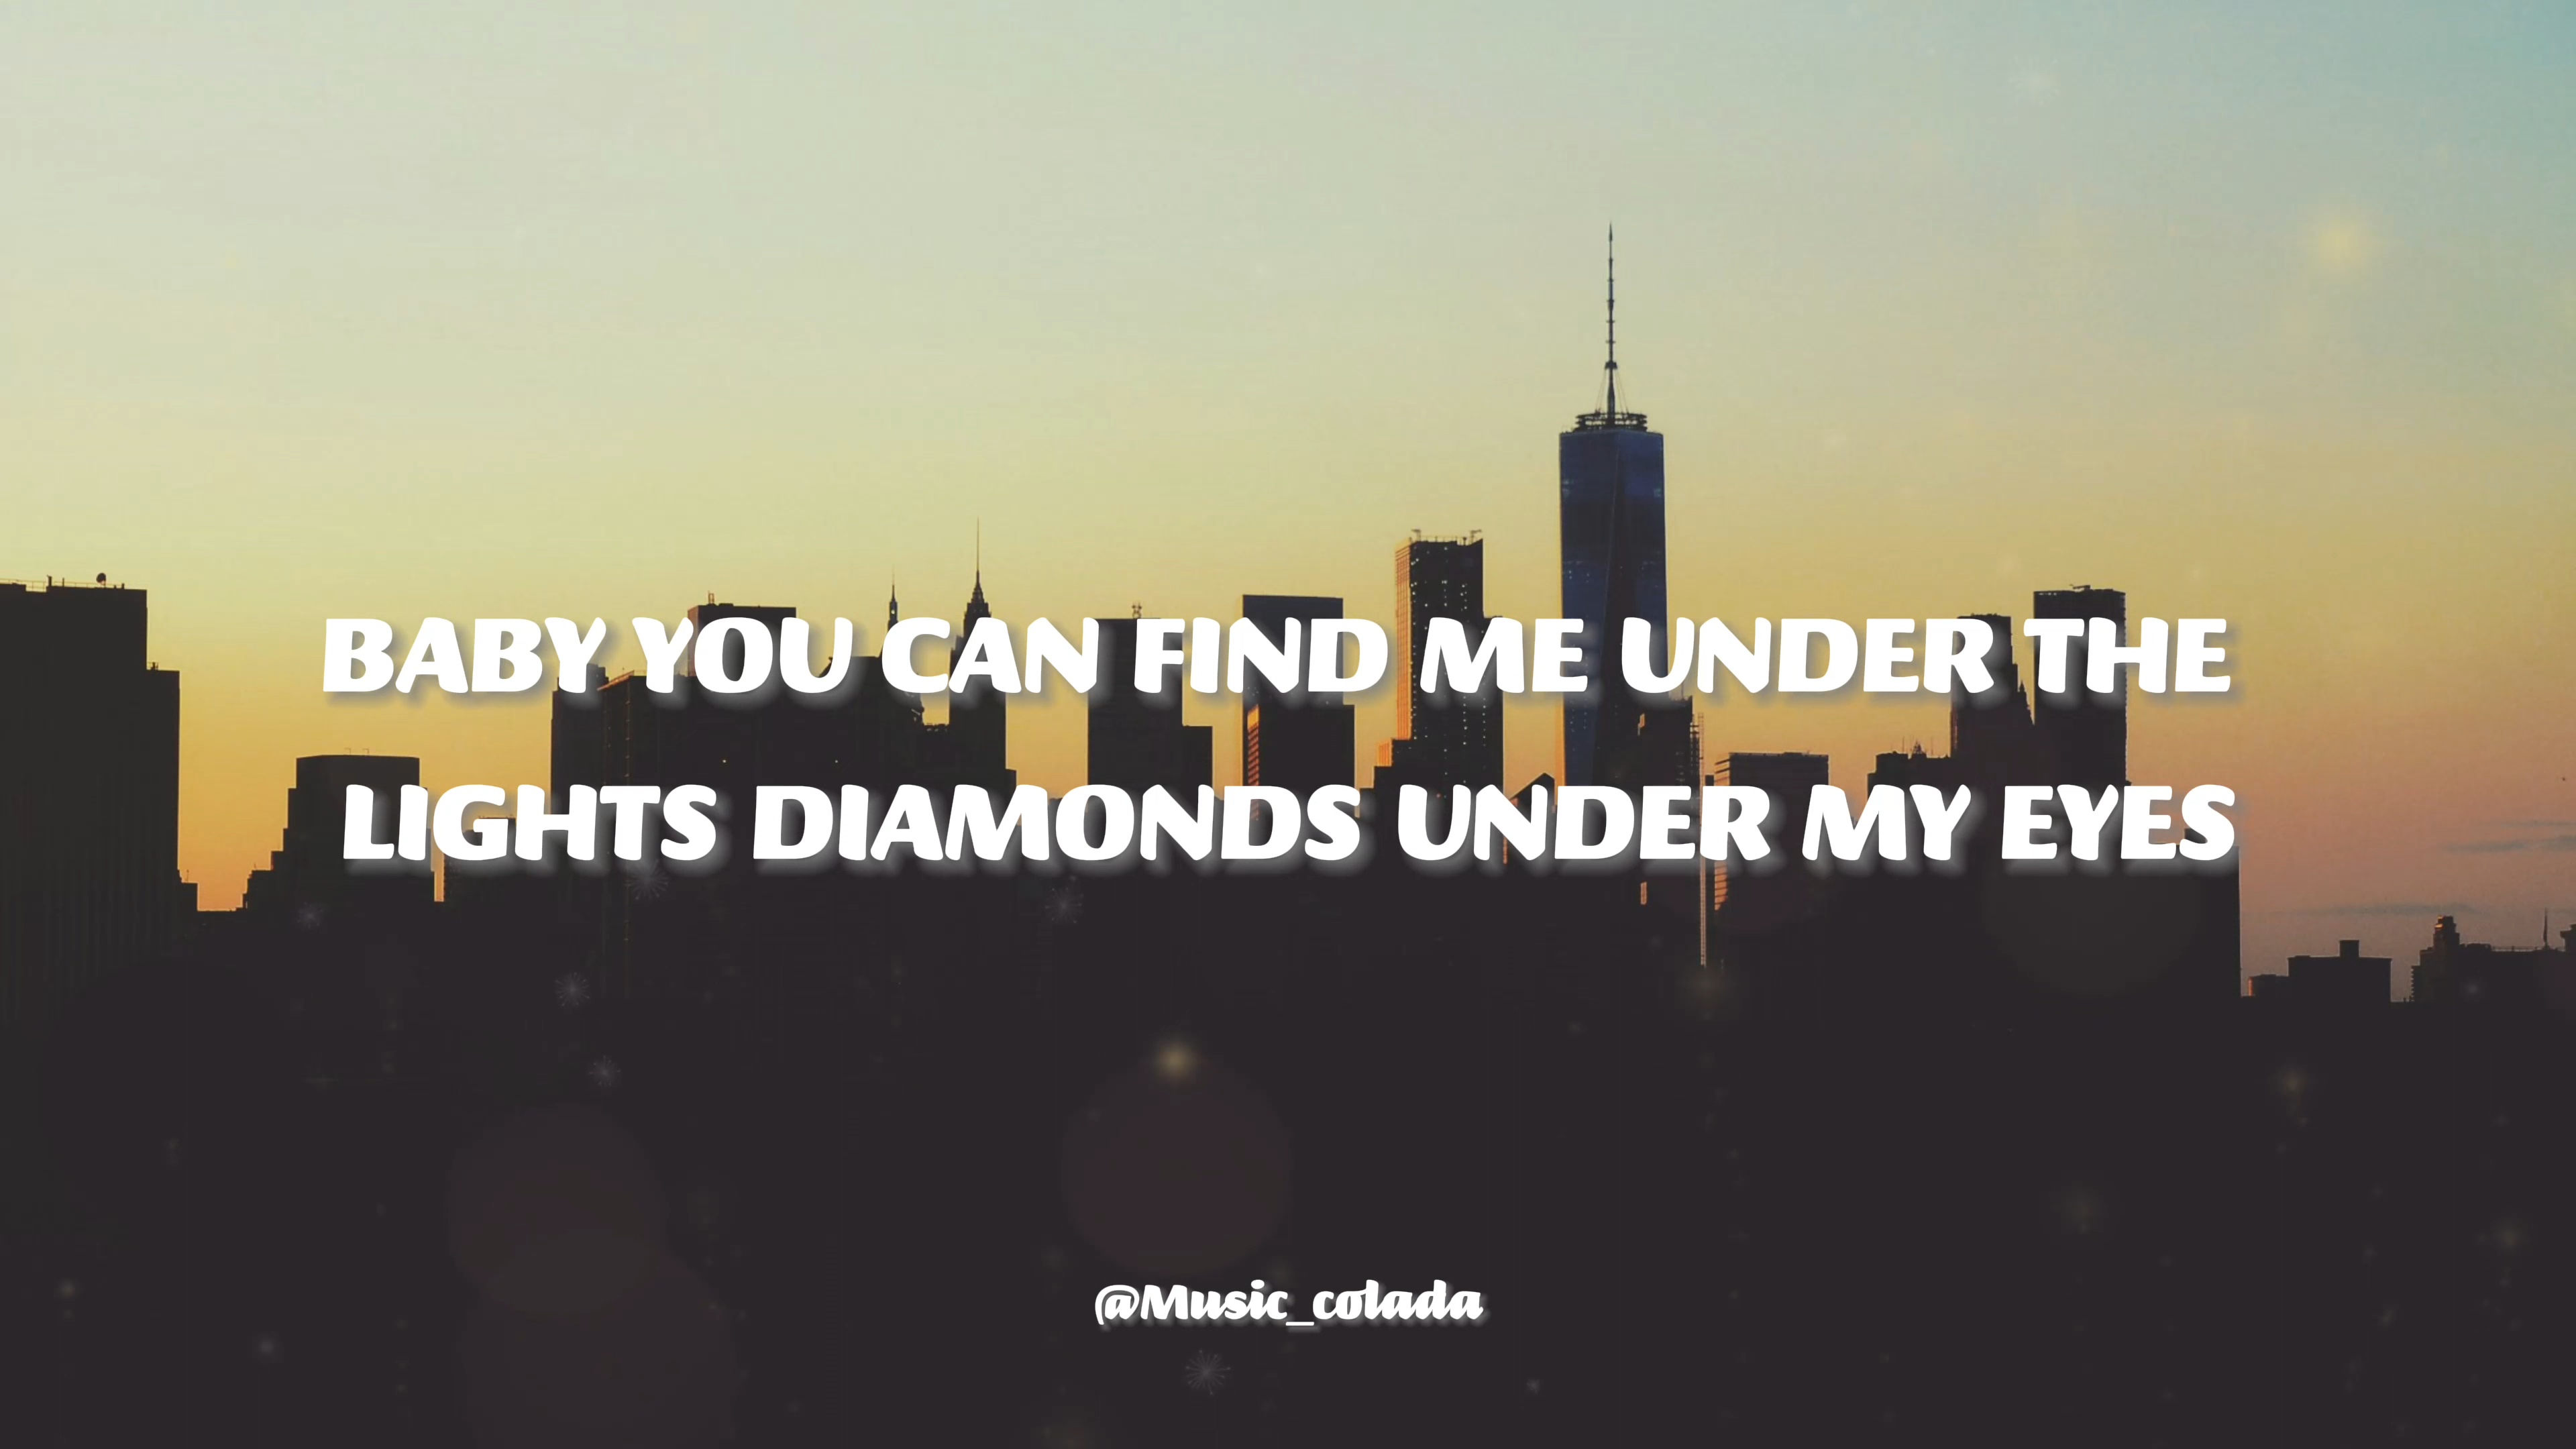 BABY YOU CAN FIND ME UNDER THE
LIGHTS DIAMONDS UNDER MY EYES
@Music_colada